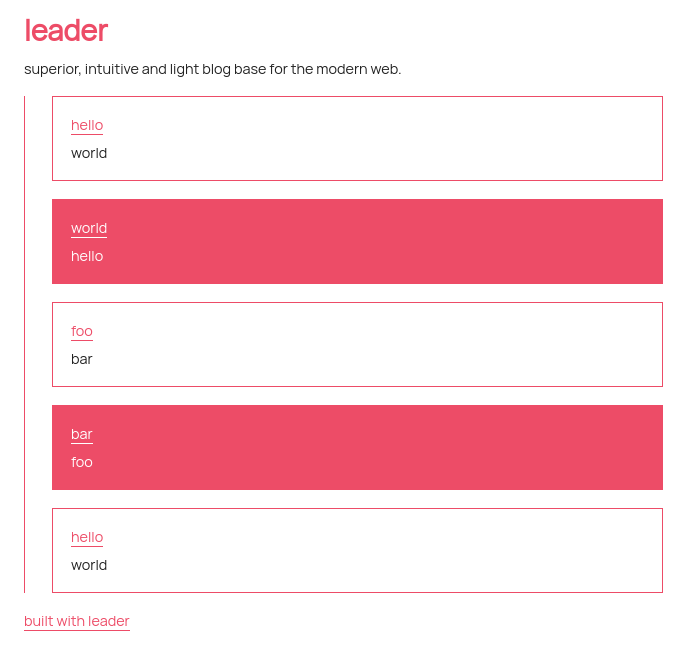 leader
superior, intuitive and light blog base for the modern web.
hello
world
world
hello
foo
bar
bar
foo
hello
world
built with leader